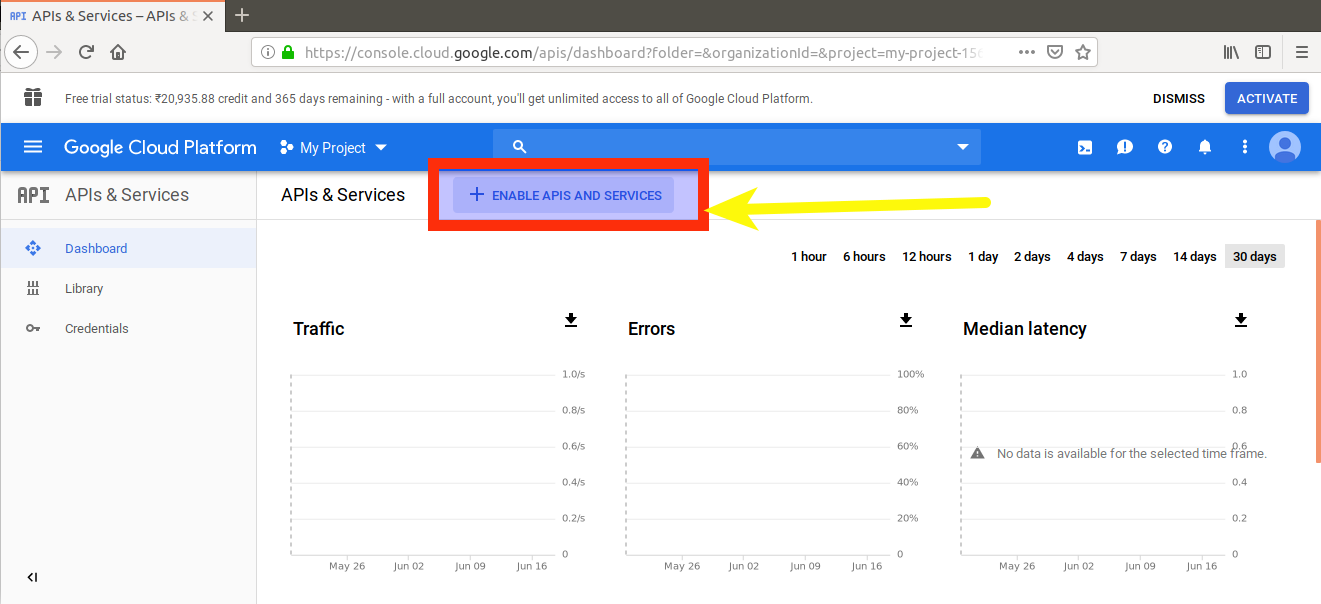 API APIs & Services – APIs & S
https://console.cloud.google.com/apis/dashboard?folder=&organizationId=&project=my-project-156
Free trial status: ₹20,935.88 credit and 365 days remaining - with a full account, you'll get unlimited access to all of Google Cloud Platform.
DISMISS
ACTIVATE
Google Cloud Platform
My Project
API APIs & Services
APIs & Services
ENABLE APIS AND SERVICES
Dashboard
Library
Credentials
1 hour 6 hours 12 hours 1 day 2 days 4 days 7 days 14 days 30 days
Traffic
1.0/s
0.8/s
0.6/s
0.4/s
0.2/s
0
May 26 Jun 02 Jun 09 Jun 16
Errors
100%
80%
60%
40%
20%
0
May 26 Jun 02 Jun 09 Jun 16
Median latency
1.0
0.8
0.6
No data is available for the selected time frame.
0.4
0.2
0
May 26 Jun 02 Jun 09 Jun 16